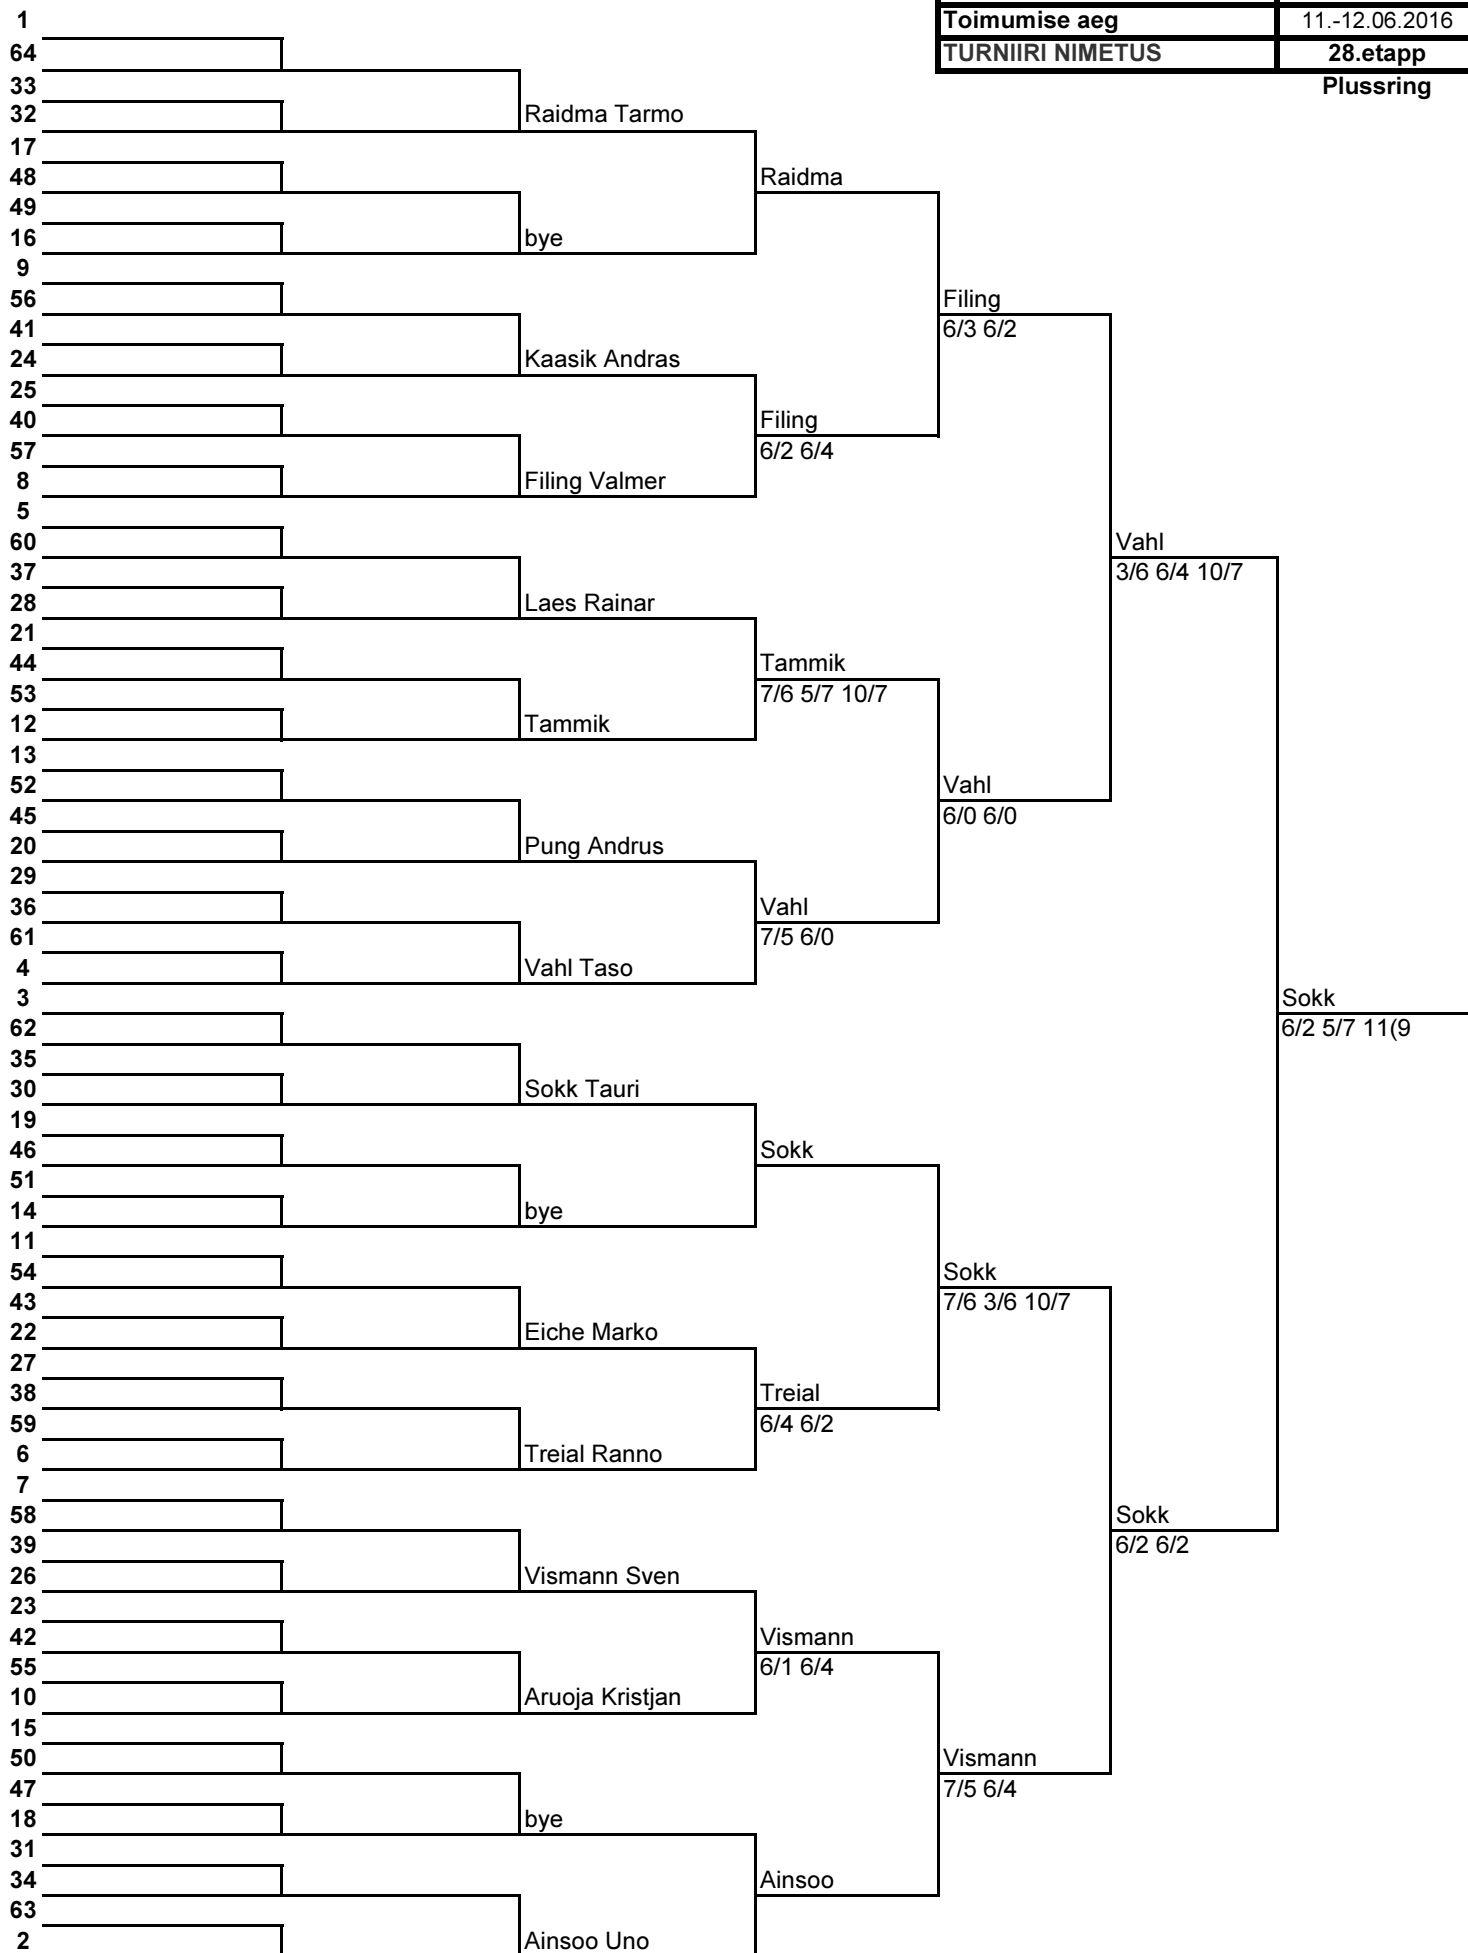 Toimumise aeg 11.-12.06.2016
TURNIIRI NIMETUS 28.etapp
Plussring
1
64
33
32 Raidma Tarmo
17
48 Raidma
49
16 bye
9
56 Filing
41 6/3 6/2
24 Kaasik Andras
25
40 Filing
57 6/2 6/4
8 Filing Valmer
5
60 Vahl
37 3/6 6/4 10/7
28 Laes Rainar
21
44 Tammik
53 7/6 5/7 10/7
12 Tammik
13
52 Vahl
45 6/0 6/0
20 Pung Andrus
29
36 Vahl
61 7/5 6/0
4 Vahl Taso
3 Sokk
62 6/2 5/7 11(9
35
30 Sokk Tauri
19
46 Sokk
51
14 bye
11
54 Sokk
43 7/6 3/6 10/7
22 Eiche Marko
27
38 Treial
59 6/4 6/2
6 Treial Ranno
7
58 Sokk
39 6/2 6/2
26 Vismann Sven
23
42 Vismann
55 6/1 6/4
10 Aruoja Kristjan
15
50 Vismann
47 7/5 6/4
18 bye
31
34 Ainsoo
63
2 Ainsoo Uno